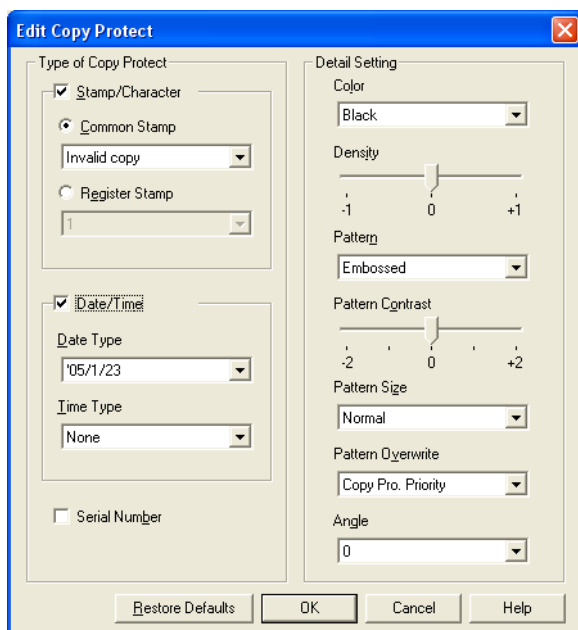 Edit Copy Protect
Type of Copy Protect
Stamp/Character
Common Stamp
Invalid copy
Register Stamp
1
Date/Time
Date Type
'05/1/23
Time Type
None
Serial Number
Detail Setting
Color
Black
Density
-1 0 +1
Pattern
Embossed
Pattern Contrast
-2 0 +2
Pattern Size
Normal
Pattern Overwrite
Copy Pro. Priority
Angle
0
Restore Defaults OK Cancel Help